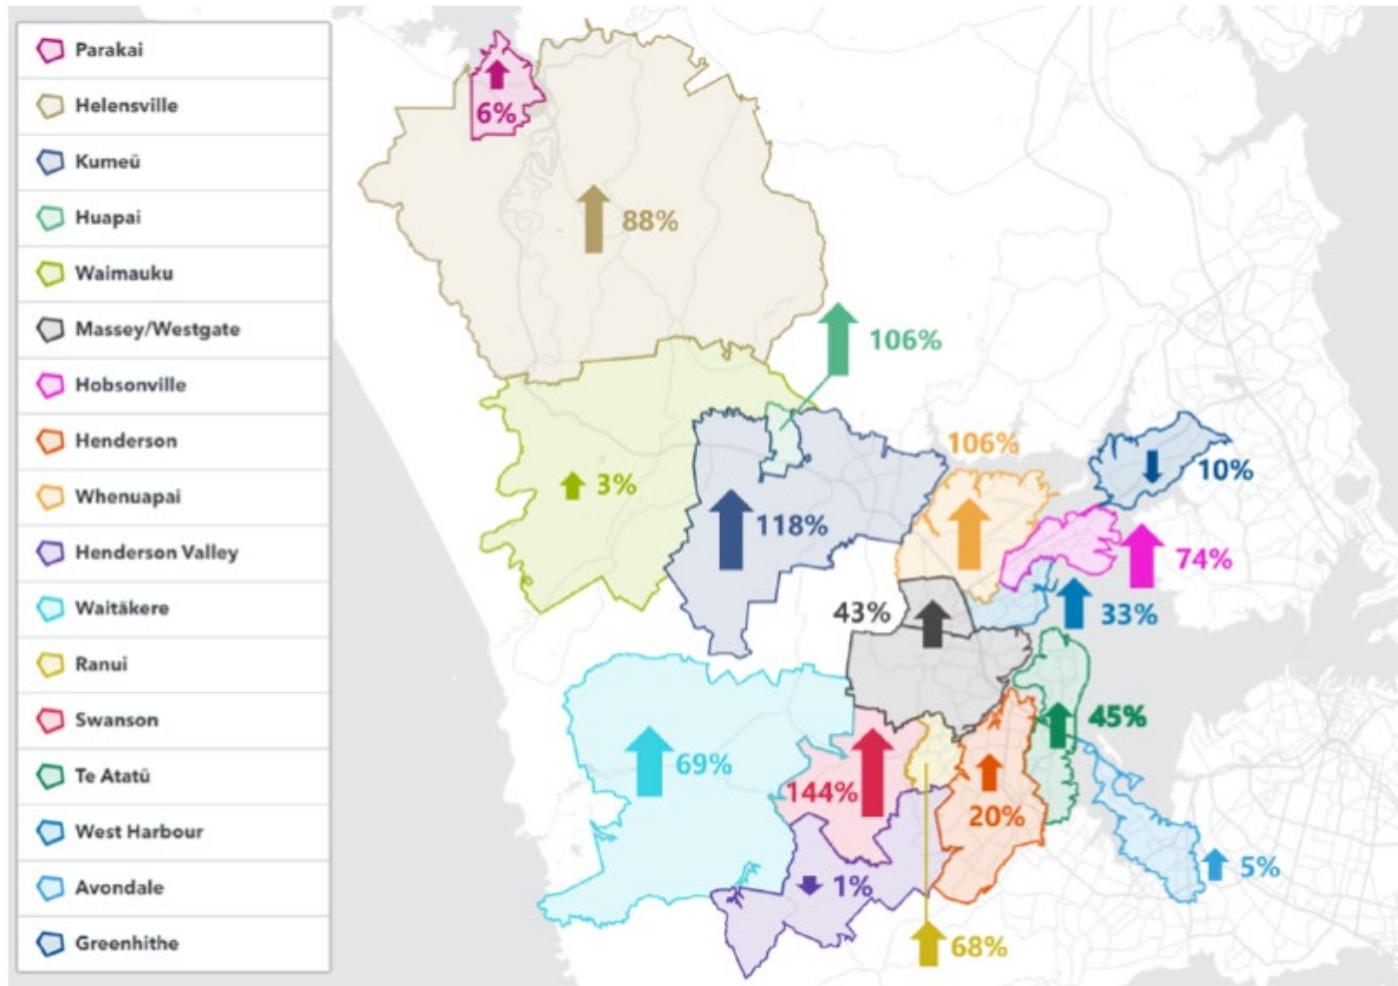 Parakai
Helensville
Kumeū
Huapai
Waimauku
Massey/Westgate
Hobsonville
Henderson
Whenuapai
Henderson Valley
Waitākere
Ranui
Swanson
Te Atatū
West Harbour
Avondale
Greenhithe
6%
88%
106%
106%
10%
3%
118%
74%
43%
33%
45%
69%
144%
20%
5%
1%
68%